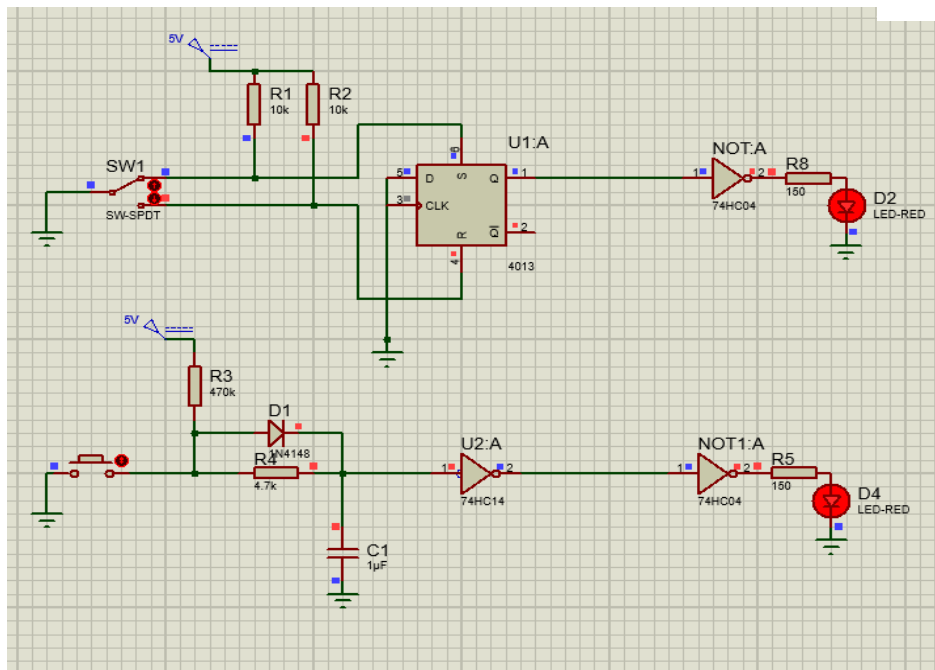 5V
R1
10k
R2
10k
SW1
SW-SPDT
U1:A
5
D
S
6
Q
1
3
CLK
R
4
Q
2
4013
NOT:A
1
2
74HC04
R8
150
D2
LED-RED
5V
R3
470k
D1
1N4148
R4
4.7k
C1
1µF
U2:A
1
2
74HC14
NOT1:A
1
2
74HC04
R5
150
D4
LED-RED